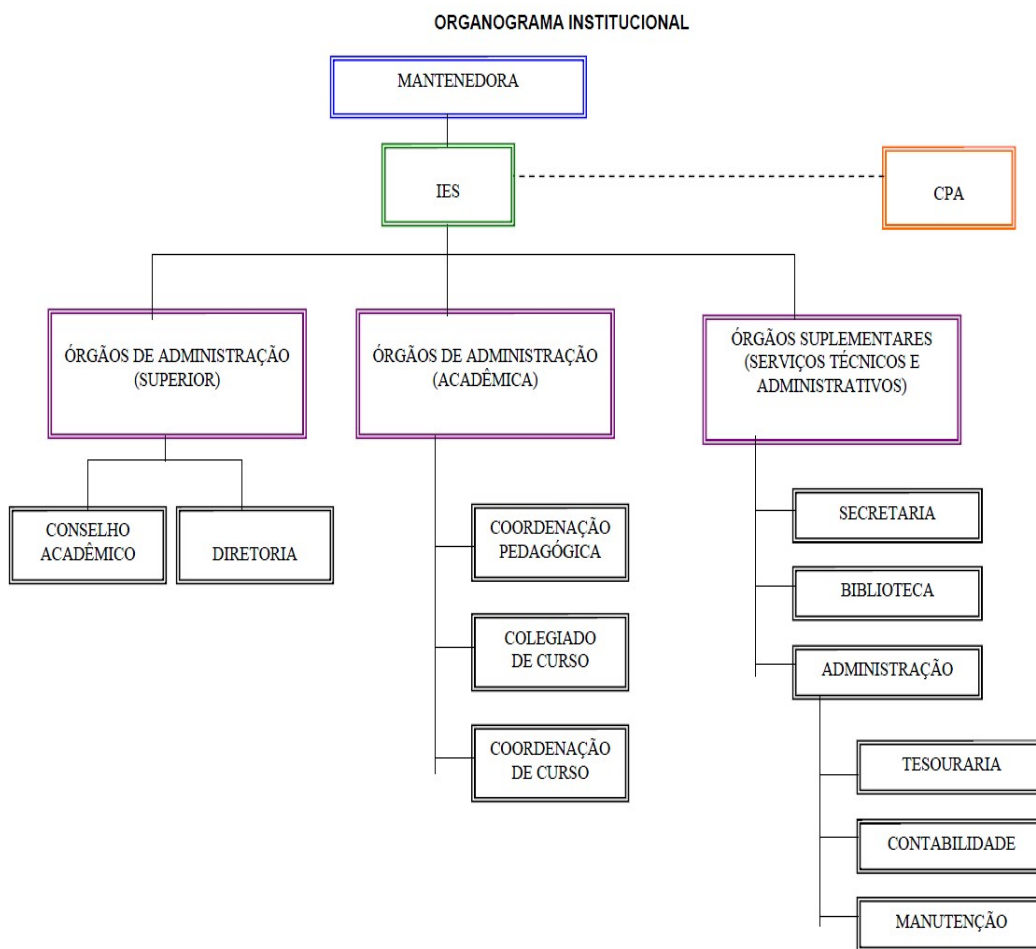 ORGANOGRAMA INSTITUCIONAL
MANTENEDORA
IES
CPA
ÓRGÃOS DE ADMINISTRAÇÃO
(SUPERIOR)
ÓRGÃOS DE ADMINISTRAÇÃO
(ACADÊMICA)
ÓRGÃOS SUPLEMENTARES
(SERVIÇOS TÉCNICOS E
ADMINISTRATIVOS)
CONSELHO
ACADÊMICO
DIRETORIA
COORDENAÇÃO
PEDAGÓGICA
COLEGIADO
DE CURSO
COORDENAÇÃO
DE CURSO
SECRETARIA
BIBLIOTECA
ADMINISTRAÇÃO
TESOURARIA
CONTABILIDADE
MANUTENÇÃO